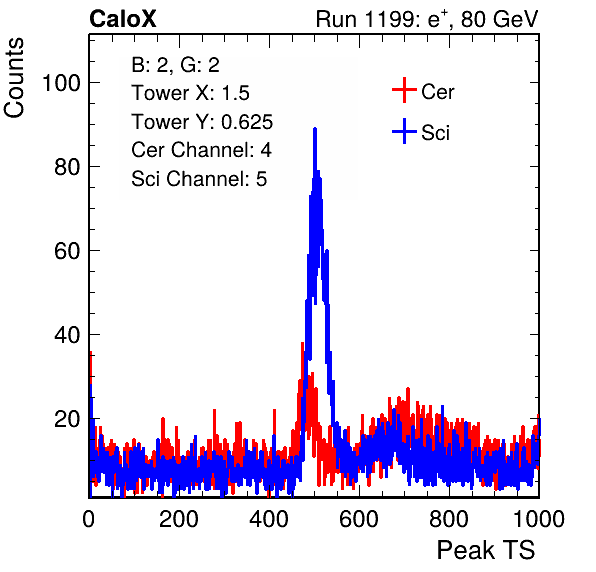 CaloX Run 1199: e⁺, 80 GeV
Counts
B: 2, G: 2
Tower X: 1.5
Tower Y: 0.625
Cer Channel: 4
Sci Channel: 5
Cer
Sci
100
80
60
40
20
0 200 400 600 800 1000
Peak TS